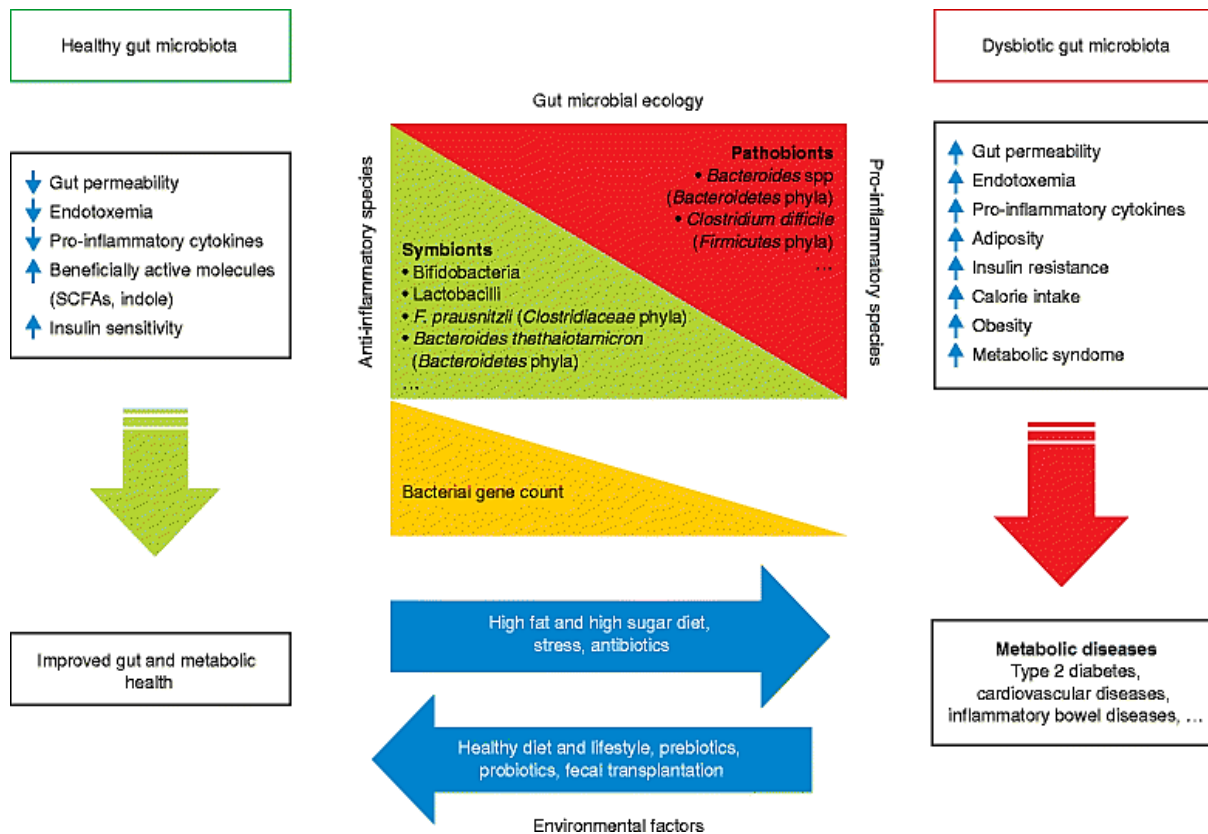 Healthy gut microbiota
Dysbiotic gut microbiota
Gut microbial ecology
Gut permeability
Endotoxemia
Pro-inflammatory cytokines
Beneficially active molecules
(SCFAs, indole)
Insulin sensitivity
Anti-inflammatory species
Pathobionts
• Bacteroides spp
(Bacteroidetes phyla)
• Clostridium difficile
(Firmicutes phyla)
...
Symbionts
• Bifidobacteria
• Lactobacilli
• F. prausnitzii (Clostridiaceae phyla)
• Bacteroides thethaiotamicron
(Bacteroidetes phyla)
...
Pro-inflammatory species
Gut permeability
Endotoxemia
Pro-inflammatory cytokines
Adiposity
Insulin resistance
Calorie intake
Obesity
Metabolic syndome
Bacterial gene count
High fat and high sugar diet,
stress, antibiotics
Improved gut and metabolic
health
Metabolic diseases
Type 2 diabetes,
cardiovascular diseases,
inflammatory bowel diseases, ...
Healthy diet and lifestyle, prebiotics,
probiotics, fecal transplantation
Environmental factors